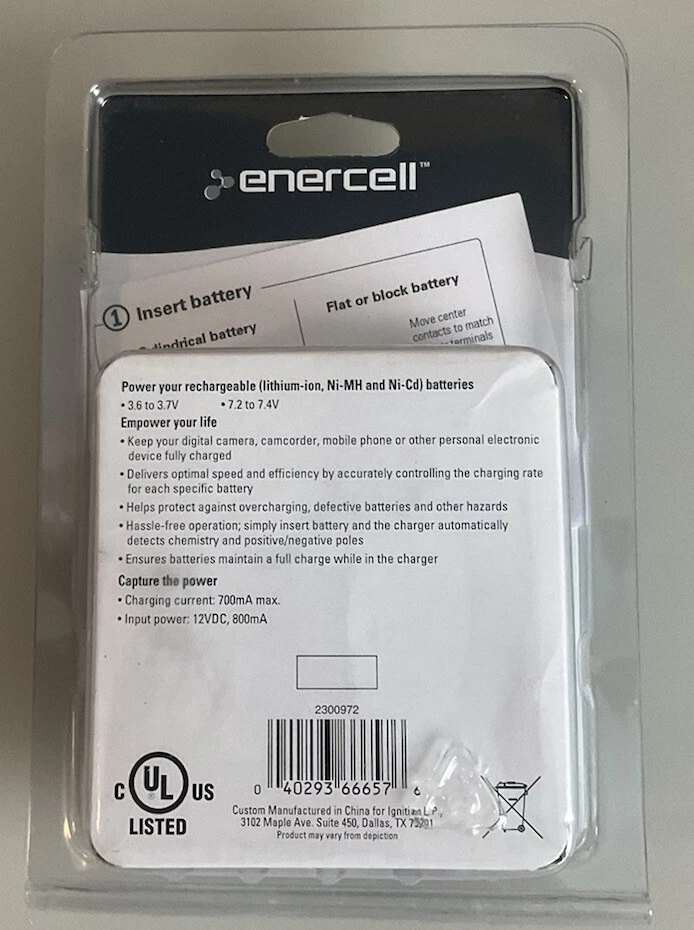 enercell™
1 Insert battery
Flat or block battery
battery
Move center
contacts to match
terminals
Power your rechargeable (lithium-ion, Ni-MH and Ni-Cd) batteries
• 3.6 to 3.7V • 7.2 to 7.4V
Empower your life
• Keep your digital camera, camcorder, mobile phone or other personal electronic
device fully charged
• Delivers optimal speed and efficiency by accurately controlling the charging rate
for each specific battery
• Helps protect against overcharging, defective batteries and other hazards
• Hassle-free operation; simply insert battery and the charger automatically
detects chemistry and positive/negative poles
• Ensures batteries maintain a full charge while in the charger
Capture the power
• Charging current: 700mA max.
• Input power: 12VDC, 800mA
2300972
0 40293 66657 6
C UL ® US
LISTED
Custom Manufactured in China for Ignition L.P.,
3102 Maple Ave. Suite 450, Dallas, TX 75201
Product may vary from depiction